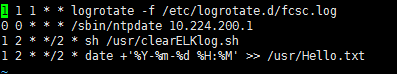 1 1 1 * * logrotate -f /etc/logrotate.d/fcsc.log
0 0 * * * /sbin/ntpdate 10.224.200.1
1 2 * */2 * sh /usr/clearELKlog.sh
1 2 * */2 * date +'%Y-%m-%d %H:%M' >> /usr/Hello.txt
~